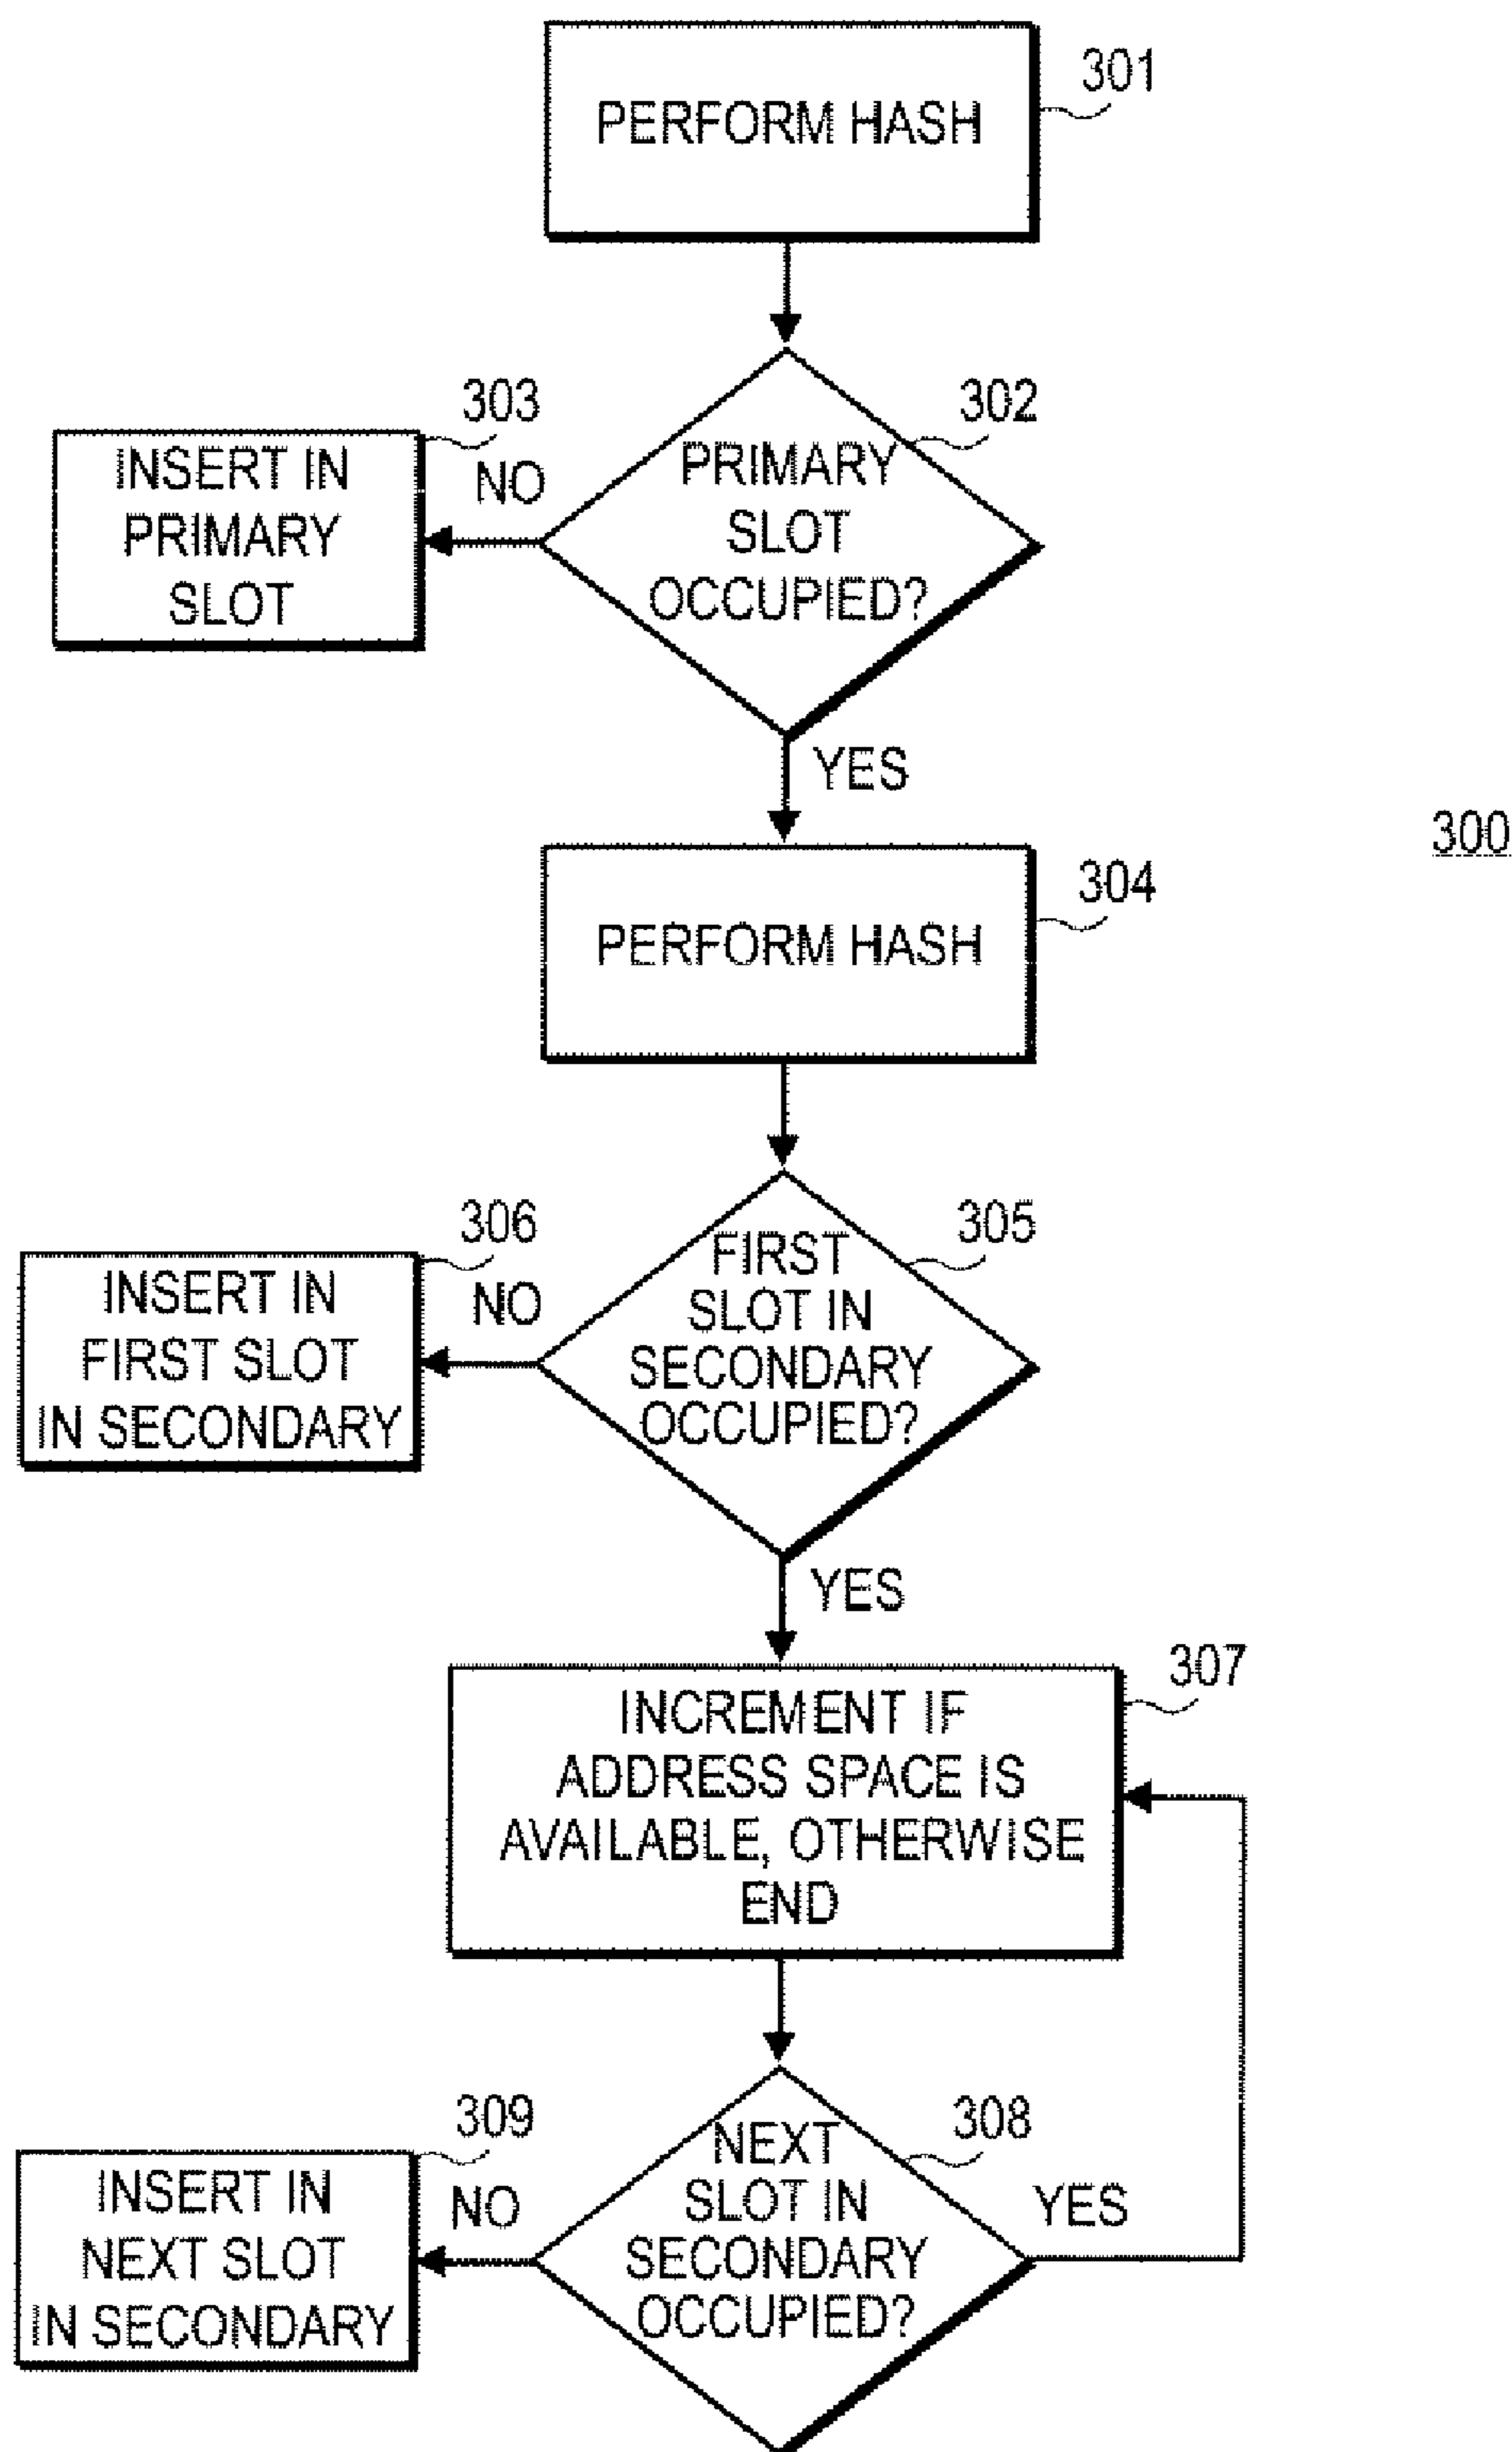 PERFORM HASH
301
303
302
INSERT IN
PRIMARY
SLOT
NO
PRIMARY
SLOT
OCCUPIED?
YES
300
304
PERFORM HASH
306
305
INSERT IN
FIRST SLOT
IN SECONDARY
NO
FIRST
SLOT IN
SECONDARY
OCCUPIED?
YES
307
INCREMENT IF
ADDRESS SPACE IS
AVAILABLE, OTHERWISE
END
309
308
INSERT IN
NEXT SLOT
IN SECONDARY
NO
NEXT
SLOT IN
SECONDARY
OCCUPIED?
YES